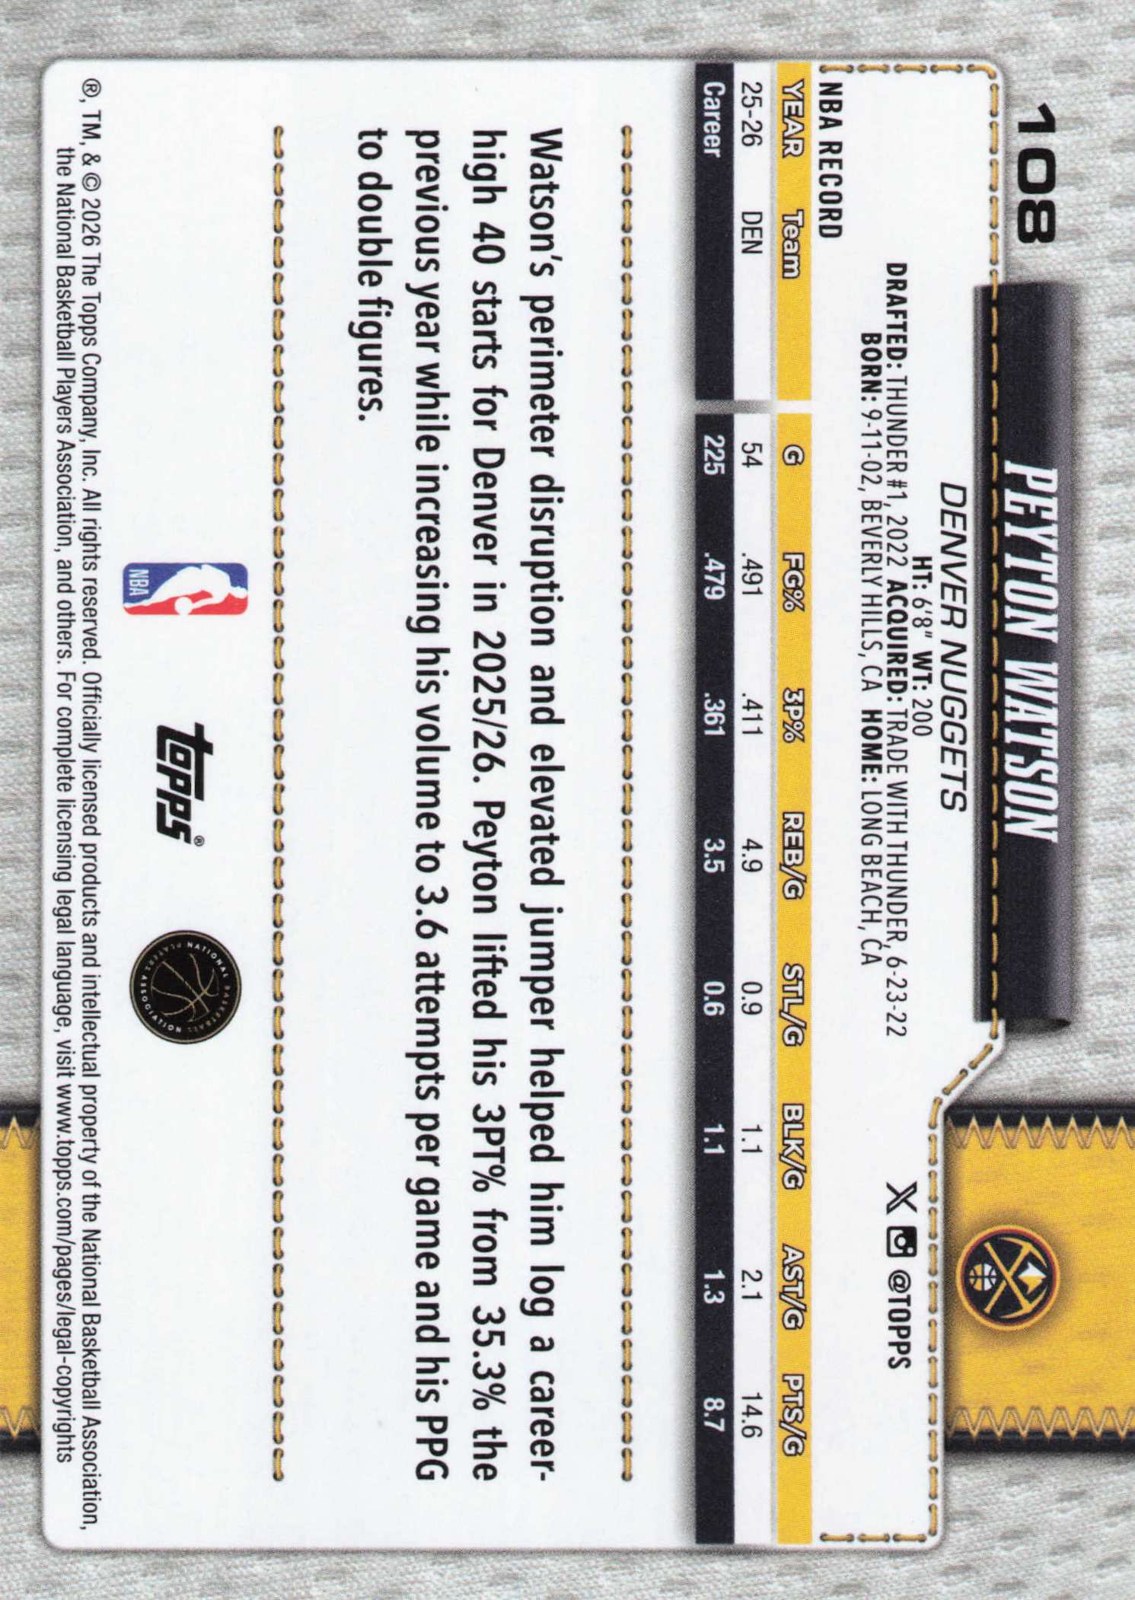 108
PEYTON WATSON
DENVER NUGGETS
HT: 6'8" WT: 200
DRAFTED: THUNDER #1, 2022 ACQUIRED: TRADE WITH THUNDER, 6-23-22
BORN: 9-11-02, BEVERLY HILLS, CA HOME: LONG BEACH, CA
@TOPPS
NBA RECORD
YEAR Team G FG% 3P% REB/G STL/G BLK/G AST/G PTS/G
25-26 DEN 54 .491 .411 4.9 0.9 1.1 2.1 14.6
Career 225 .479 .361 3.5 0.6 1.1 1.3 8.7
Watson's perimeter disruption and elevated jumper helped him log a career-
high 40 starts for Denver in 2025/26. Peyton lifted his 3PT% from 35.3% the
previous year while increasing his volume to 3.6 attempts per game and his PPG
to double figures.
NBA
topps®
NATIONAL BASKETBALL PLAYERS ASSOCIATION
®, TM, & © 2026 The Topps Company, Inc. All rights reserved. Officially licensed products and intellectual property of the National Basketball Association,
the National Basketball Players Association, and others. For complete licensing legal language, visit www.topps.com/pages/legal-copyrights